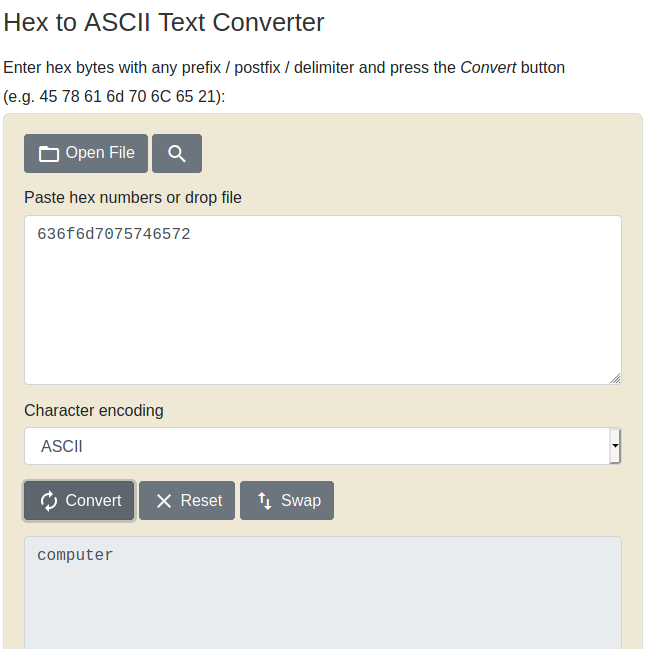 Hex to ASCII Text Converter
Enter hex bytes with any prefix / postfix / delimiter and press the Convert button
(e.g. 45 78 61 6d 70 6C 65 21):
Open File
Paste hex numbers or drop file
636f6d7075746572
Character encoding
ASCII
Convert Reset Swap
computer